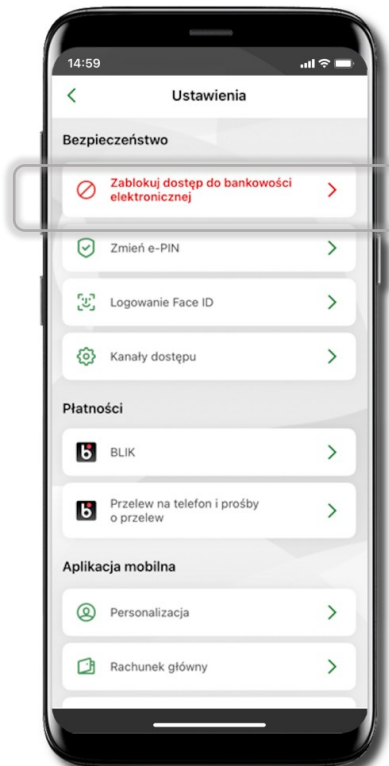 14:59
Ustawienia
Bezpieczeństwo
Zablokuj dostęp do bankowości
elektronicznej
Zmień e-PIN
Logowanie Face ID
Kanały dostępu
Płatności
BLIK
Przelew na telefon i prośby
o przelew
Aplikacja mobilna
Personalizacja
Rachunek główny